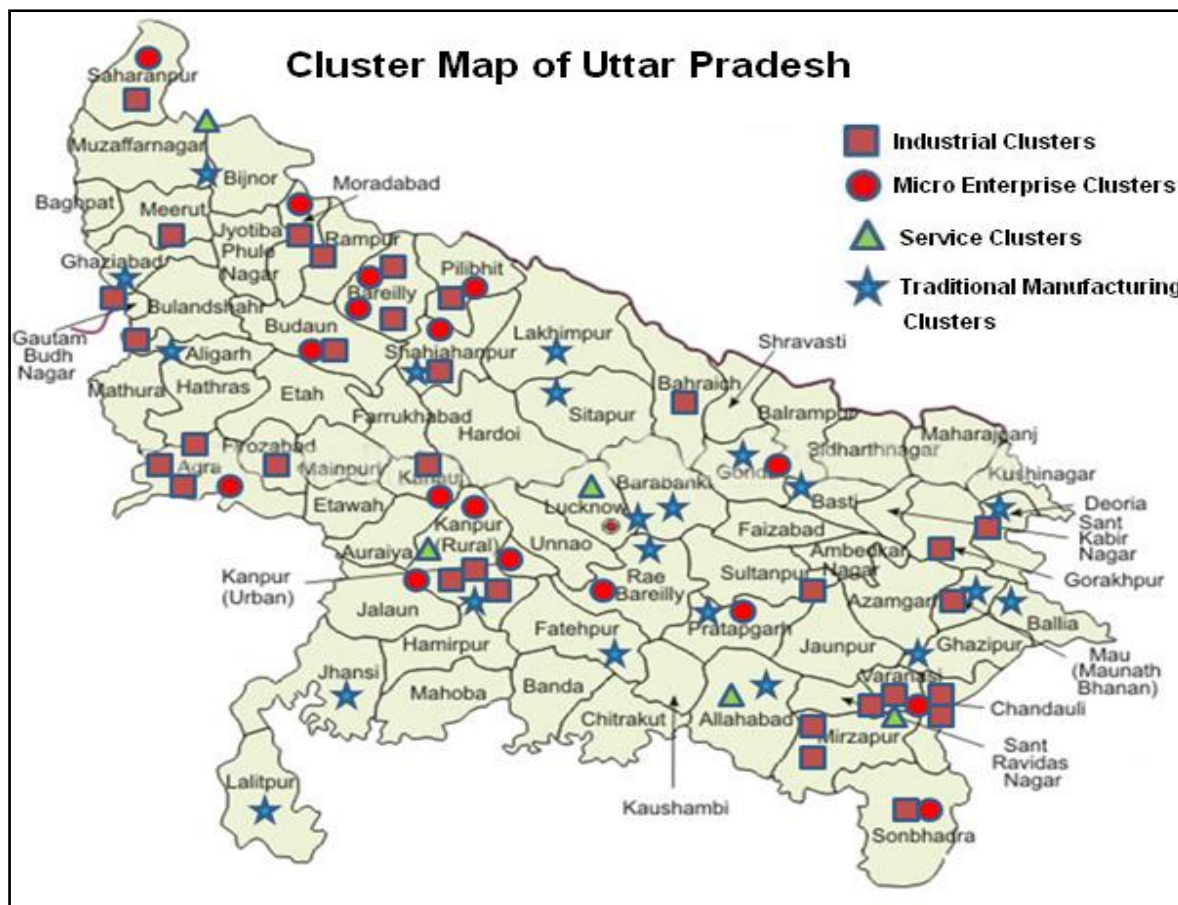 Cluster Map of Uttar Pradesh
Industrial Clusters
Micro Enterprise Clusters
Service Clusters
Traditional Manufacturing
Clusters
Saharanpur
Muzaffarnagar
Bijnor
Baghpat
Meerut
Moradabad
Jyotiba
Phule
Nagar
Rampur
Ghaziabad
Bulandshahr
Bareilly
Pilibhit
Gautam
Budh
Nagar
Budaun
Lakhimpur
Shravasti
Aligarh
Shahjahanpur
Mathura
Hathras
Etah
Farrukhabad
Hardoi
Sitapur
Bahraich
Balrampur
Sidharthnagar
Maharajganj
Kushinagar
Agra
Firozabad
Mainpuri
Kanauj
Etawah
Lucknow
Barabanki
Gonda
Basti
Deoria
Sant
Kabir
Nagar
Auraiya
Kanpur
(Rural)
Unnao
Faizabad
Ambedkar
Nagar
Gorakhpur
Kanpur
(Urban)
Jalaun
Rae
Bareilly
Sultanpur
Azamgarh
Ballia
Hamirpur
Fatehpur
Pratapgarh
Jaunpur
Ghazipur
Mau
(Maunath
Bhanan)
Jhansi
Mahoba
Banda
Chitrakut
Allahabad
Varanasi
Chandauli
Mirzapur
Sant
Ravidas
Nagar
Kaushambi
Lalitpur
Sonbhadra